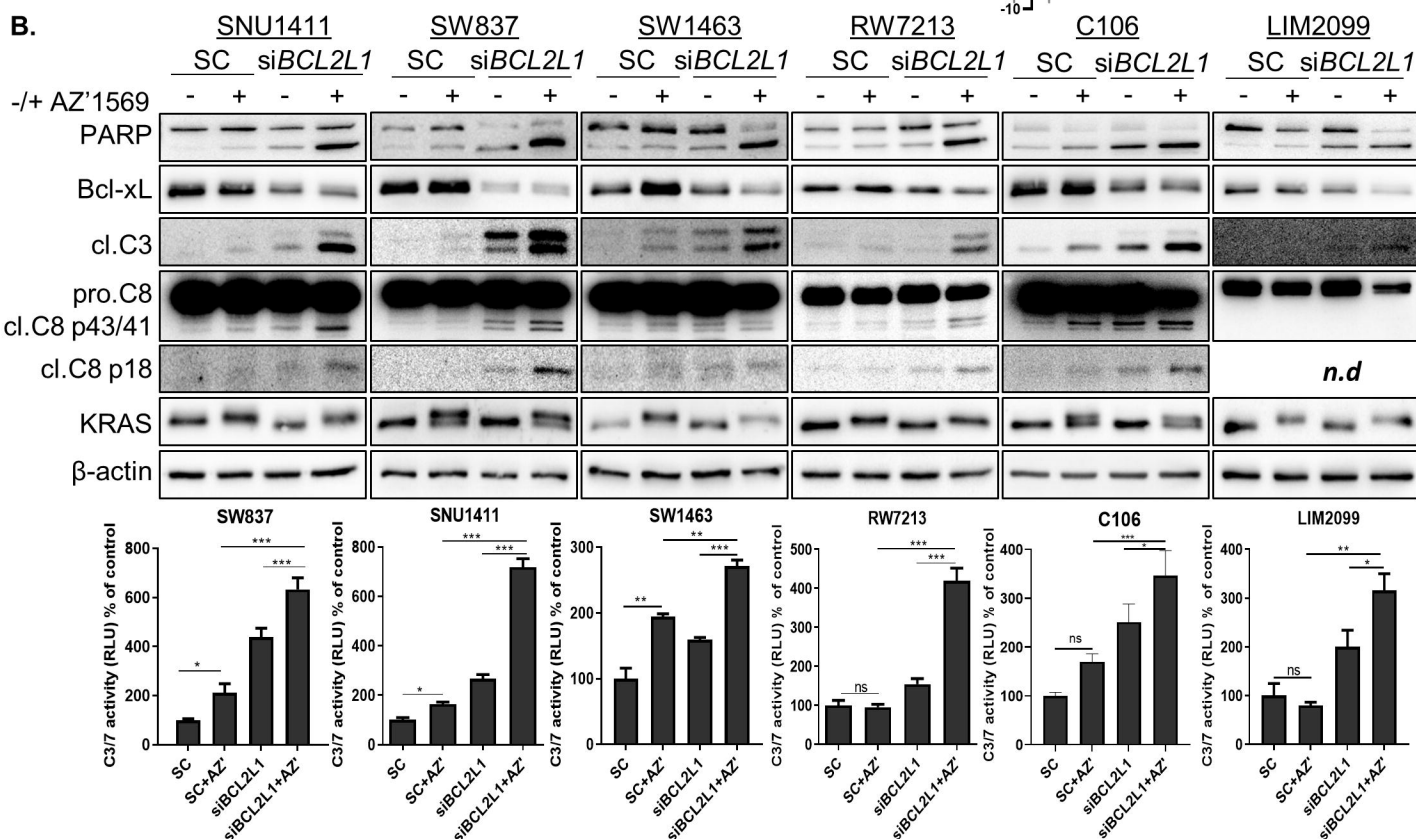 -10
B.
SNU1411 SW837 SW1463 RW7213 C106 LIM2099
SC siBCL2L1 SC siBCL2L1 SC siBCL2L1 SC siBCL2L1 SC siBCL2L1 SC siBCL2L1
-/+ AZ'1569 - + - + - + - + - + - + - + - + - + - + - + - +
PARP
Bcl-xL
cl.C3
pro.C8
cl.C8 p43/41
cl.C8 p18 n.d
KRAS
β-actin
SW837
C3/7 activity (RLU) % of control
800
600
400
200
0
*
***
***
SC
SC+AZ'
siBCL2L1
siBCL2L1+AZ'
SNU1411
C3/7 activity (RLU) % of control
800
600
400
200
0
*
***
***
SC
SC+AZ'
siBCL2L1
siBCL2L1+AZ'
SW1463
C3/7 activity (RLU) % of control
300
200
100
0
**
**
***
SC
SC+AZ'
siBCL2L1
siBCL2L1+AZ'
RW7213
C3/7 activity (RLU) % of control
500
400
300
200
100
0
ns
***
***
SC
SC+AZ'
siBCL2L1
siBCL2L1+AZ'
C106
C3/7 activity (RLU) % of control
400
300
200
100
0
ns
***
*
SC
SC+AZ'
siBCL2L1
siBCL2L1+AZ'
LIM2099
C3/7 activity (RLU) % of control
400
300
200
100
0
ns
**
*
SC
SC+AZ'
siBCL2L1
siBCL2L1+AZ'